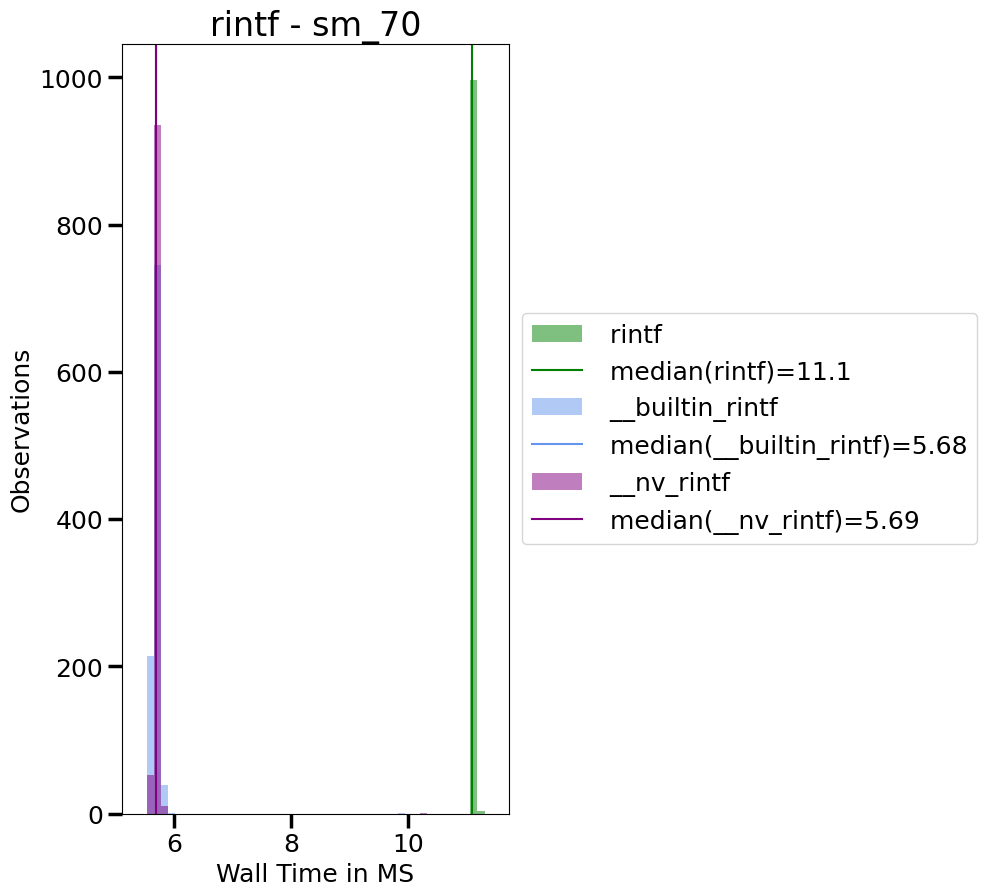 rintf - sm_70
1000
800
600
400
200
0
Observations
6 8 10
Wall Time in MS
rintf
median(rintf)=11.1
__builtin_rintf
median(__builtin_rintf)=5.68
__nv_rintf
median(__nv_rintf)=5.69